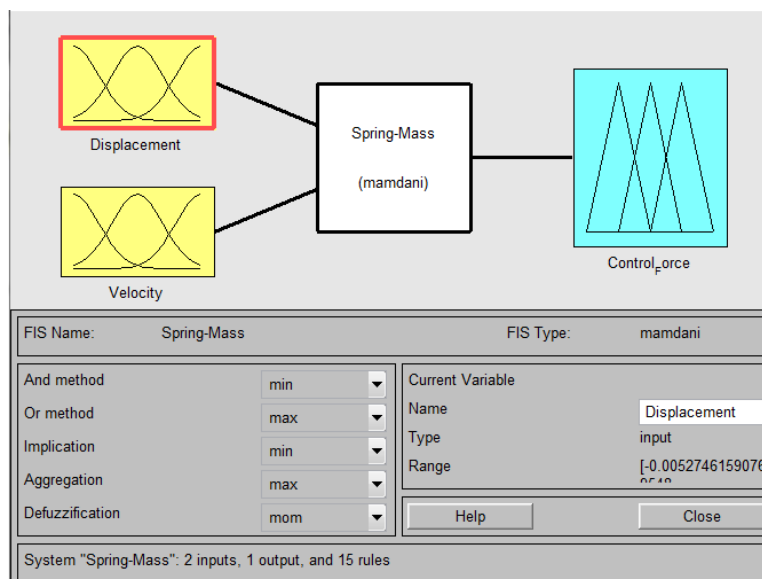 Displacement
Spring-Mass
(mamdani)
Velocity
Control_Force
FIS Name: Spring-Mass FIS Type: mamdani
And method min
Or method max
Implication min
Aggregation max
Defuzzification mom
Current Variable
Name Displacement
Type input
Range [-0.0052746159076
Help Close
System "Spring-Mass": 2 inputs, 1 output, and 15 rules